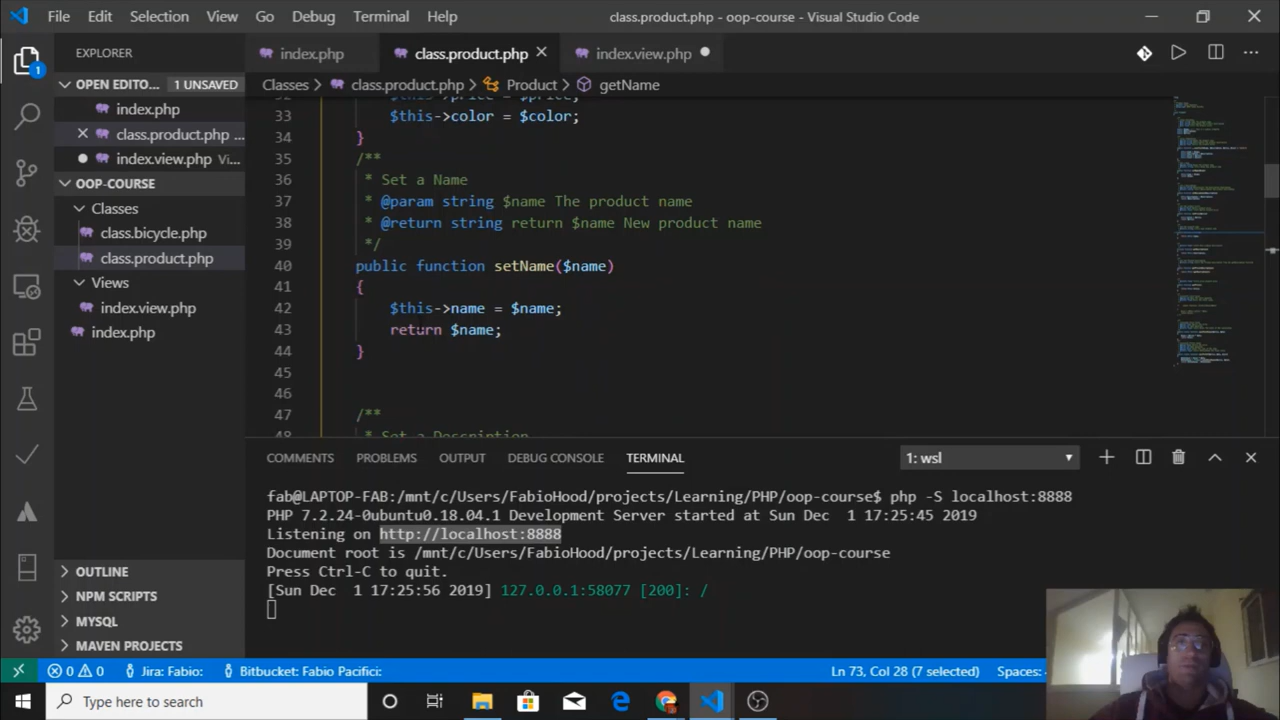 File Edit Selection View Go Debug Terminal Help class.product.php - oop-course - Visual Studio Code
EXPLORER
index.php class.product.php index.view.php
OPEN EDITO... 1 UNSAVED
index.php
class.product.php ...
index.view.php Vi...
OOP-COURSE
Classes
class.bicycle.php
class.product.php
Views
index.view.php
index.php
OUTLINE
NPM SCRIPTS
MYSQL
MAVEN PROJECTS
Classes > class.product.php > Product > getName
32 $this->price = $price;
33 $this->color = $color;
34 }
35 /**
36 * Set a Name
37 * @param string $name The product name
38 * @return string return $name New product name
39 */
40 public function setName($name)
41 {
42 $this->name = $name;
43 return $name;
44 }
45
46
47 /**
48 * Set a Description
COMMENTS PROBLEMS OUTPUT DEBUG CONSOLE TERMINAL 1: wsl
fab@LAPTOP-FAB:/mnt/c/Users/FabioHood/projects/Learning/PHP/oop-course$ php -S localhost:8888
PHP 7.2.24-0ubuntu0.18.04.1 Development Server started at Sun Dec 1 17:25:45 2019
Listening on http://localhost:8888
Document root is /mnt/c/Users/FabioHood/projects/Learning/PHP/oop-course
Press Ctrl-C to quit.
[Sun Dec 1 17:25:56 2019] 127.0.0.1:58077 [200]: /
0 0 Jira: Fabio: Bitbucket: Fabio Pacifici: Ln 73, Col 28 (7 selected) Spaces:
Type here to search